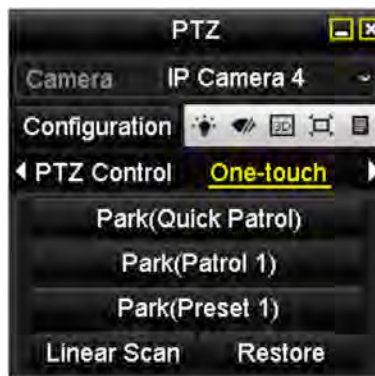 PTZ
Camera IP Camera 4
Configuration 3D
PTZ Control One-touch
Park(Quick Patrol)
Park(Patrol 1)
Park(Preset 1)
Linear Scan Restore